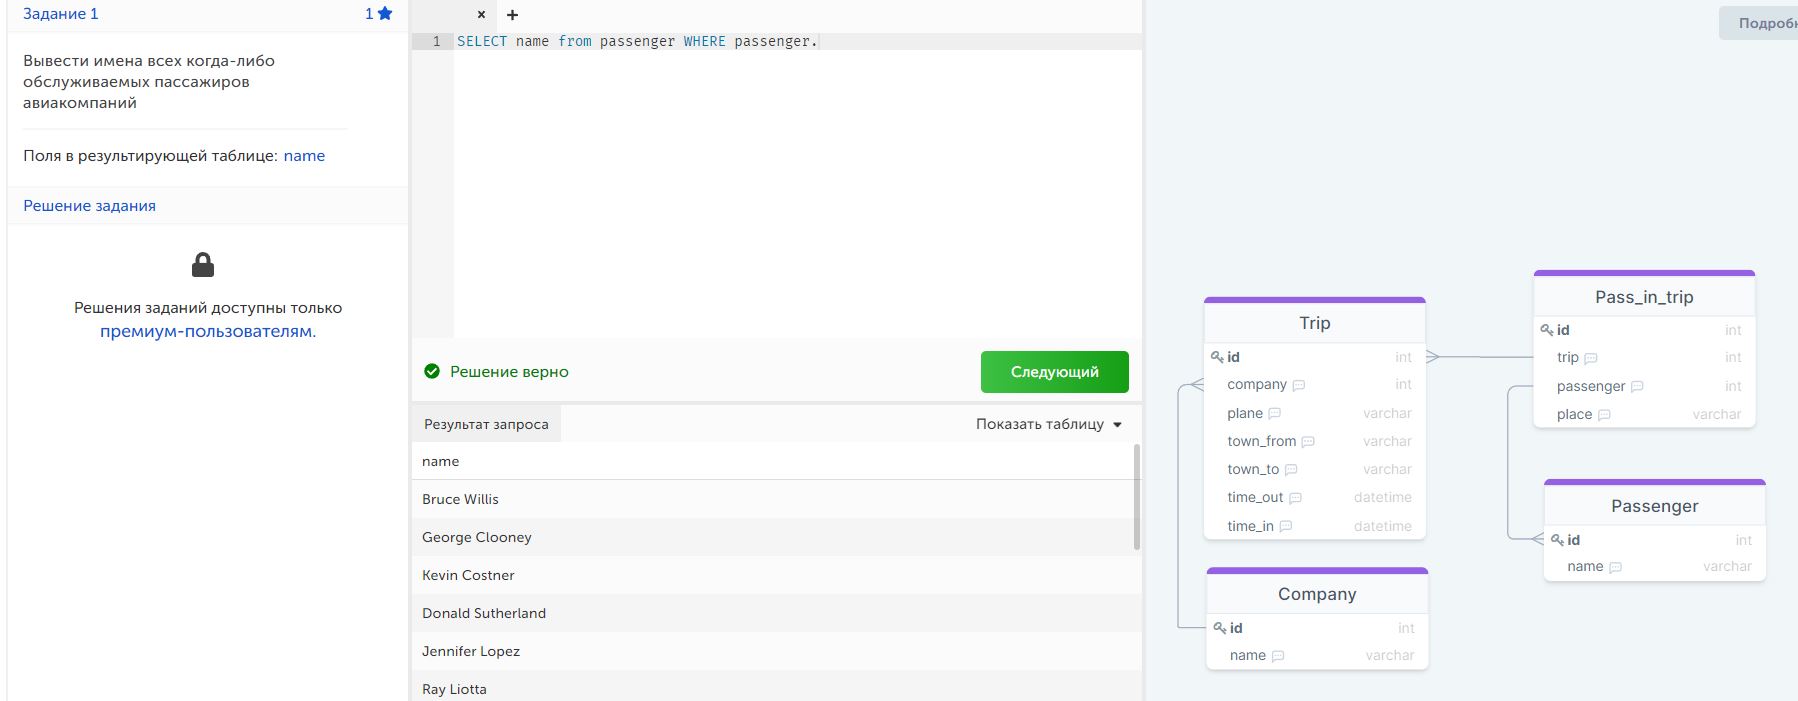 Задание 1
1
Вывести имена всех когда-либо
обслуживаемых пассажиров
авиакомпаний
Поля в результирующей таблице: name
Решение задания
Решения заданий доступны только
премиум-пользователям.
× +
1 SELECT name from passenger WHERE passenger.
Решение верно
Следующий
Результат запроса
Показать таблицу
name
Bruce Willis
George Clooney
Kevin Costner
Donald Sutherland
Jennifer Lopez
Ray Liotta
Trip
id int
company int
plane varchar
town_from varchar
town_to varchar
time_out datetime
time_in datetime
Company
id int
name varchar
Pass_in_trip
id int
trip int
passenger int
place varchar
Passenger
id int
name varchar